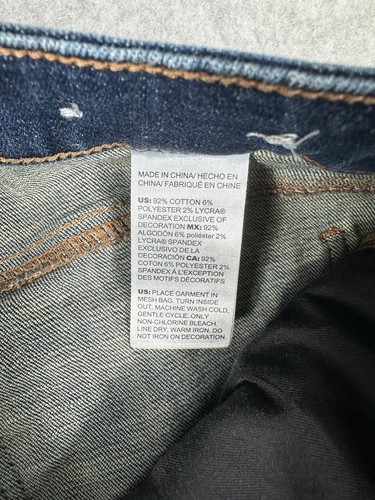 MADE IN CHINA/ HECHO EN
CHINA/ FABRIQUÉ EN CHINE
US: 92% COTTON 6%
POLYESTER 2% LYCRA®
SPANDEX EXCLUSIVE OF
DECORATION MX: 92%
ALGODÓN 6% poliéster 2%
LYCRA® SPANDEX
EXCLUSIVO DE LA
DECORACIÓN CA: 92%
COTON 6% POLYESTER 2%
SPANDEX À L'EXCEPTION
DES MOTIFS DÉCORATIFS
US: PLACE GARMENT IN
MESH BAG. TURN INSIDE
OUT. MACHINE WASH COLD,
GENTLE CYCLE. ONLY
NON-CHLORINE BLEACH.
LINE DRY, WARM IRON. DO
NOT IRON ON DECORATION.